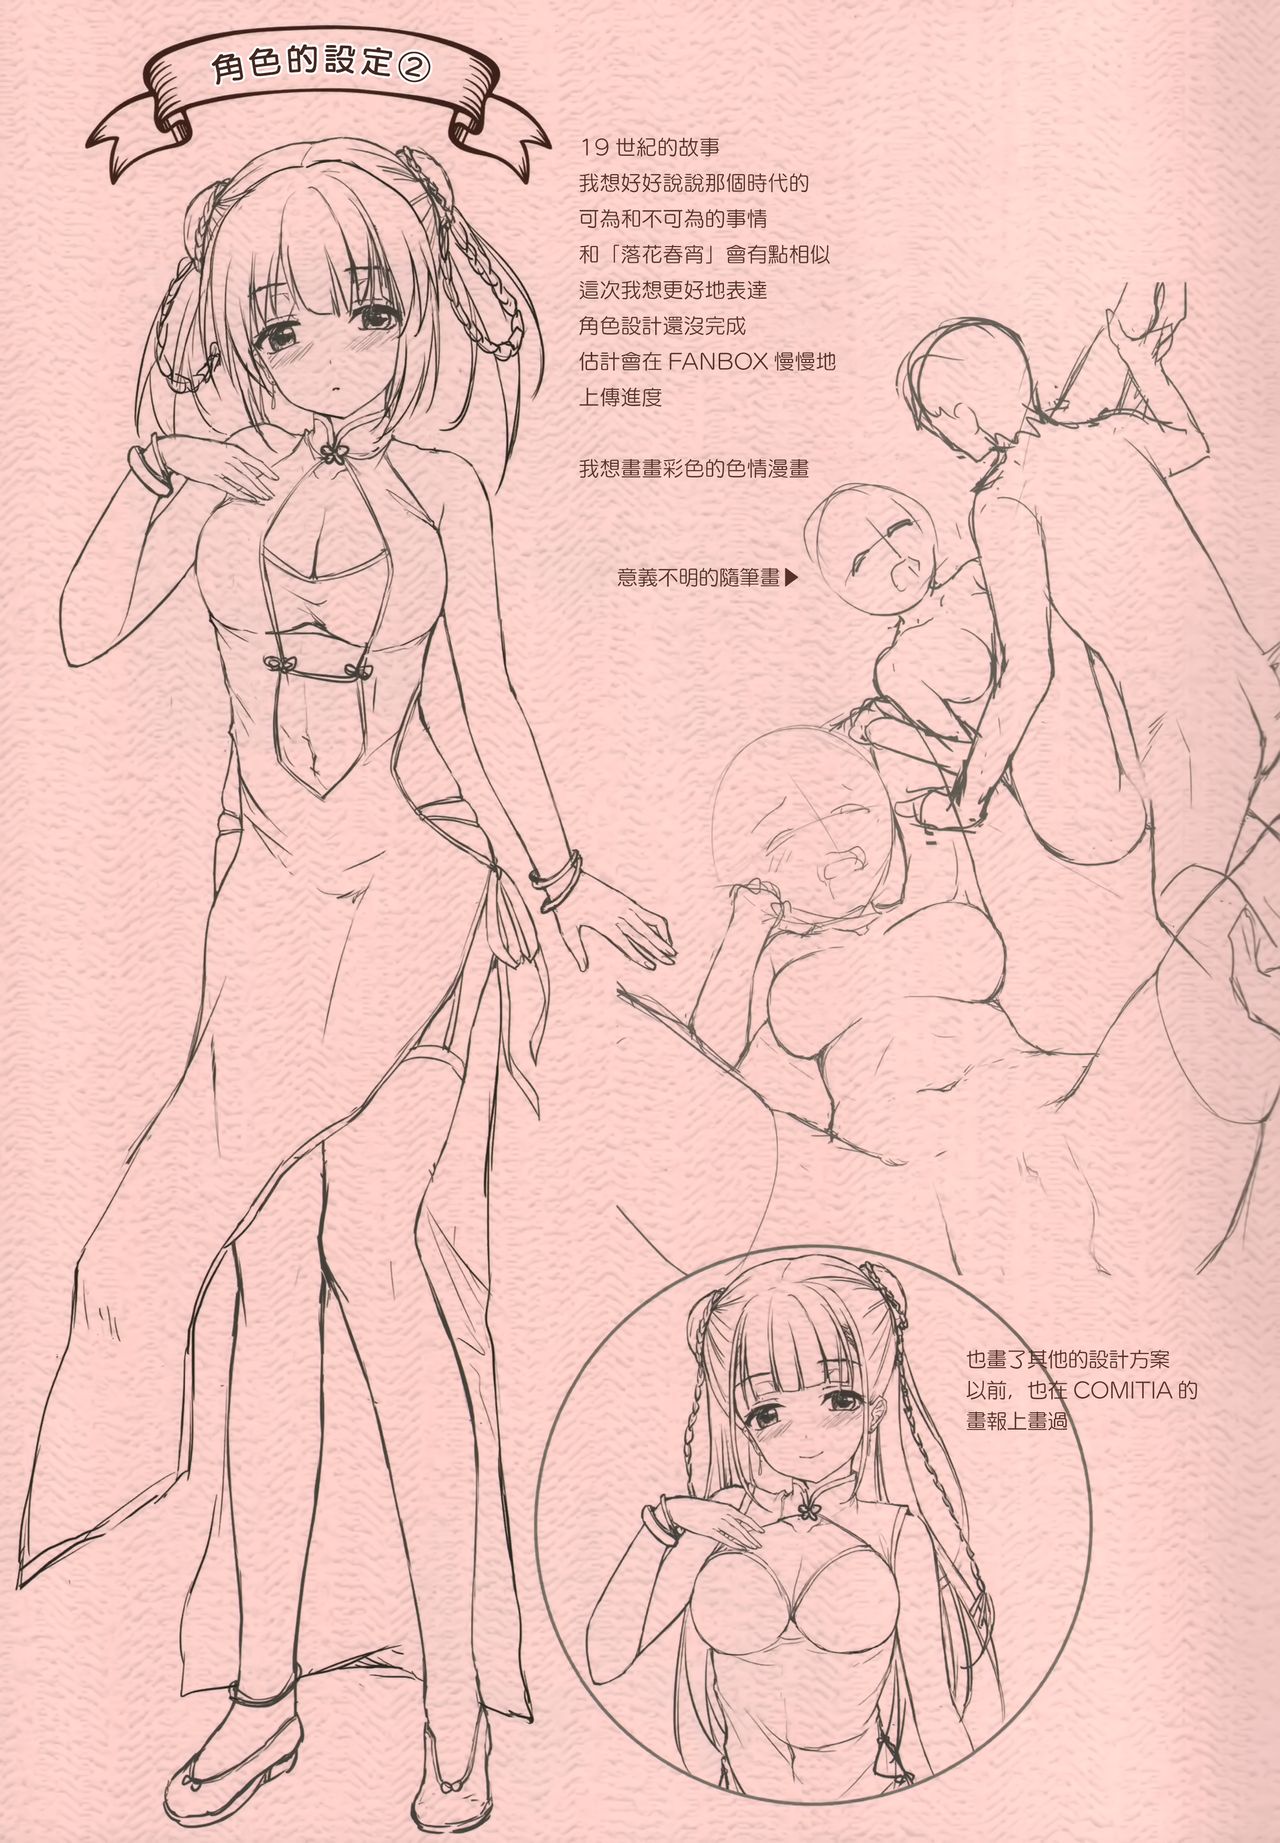 角色的設定②
19世紀的故事
我想好好說說那個時代的
可為和不可為的事情
和「落花春宵」會有點相似
這次我想更好地表達
角色設計還沒完成
估計會在 FANBOX 慢慢地
上傳進度
我想畫畫彩色的色情漫畫
意義不明的隨筆畫▶
也畫了其他的設計方案
以前，也在 COMITIA 的
畫報上畫過